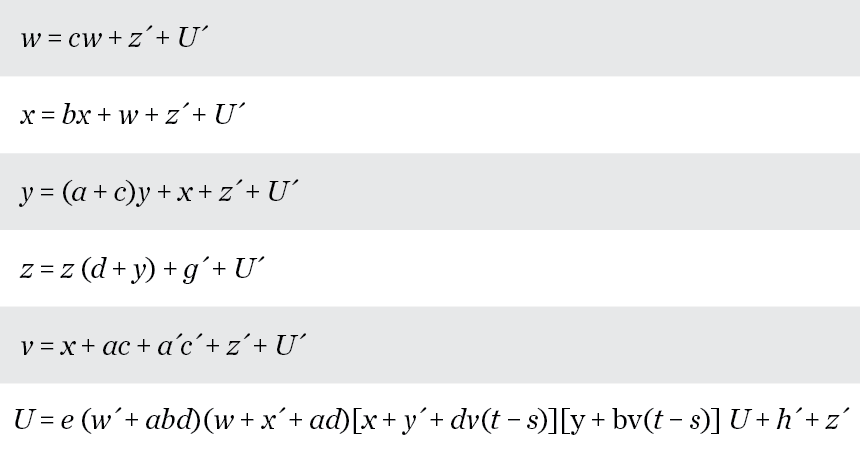 w = cw + z´+ U´
x = bx + w + z´+ U´
y = (a + c)y + x + z´+ U´
z = z (d + y) + g´+ U´
v = x + ac + a´c´+ z´+ U´
U = e (w´+ abd)(w + x´+ ad)[x + y´+ dv(t − s)][y + bv(t − s)] U + h´+ z´